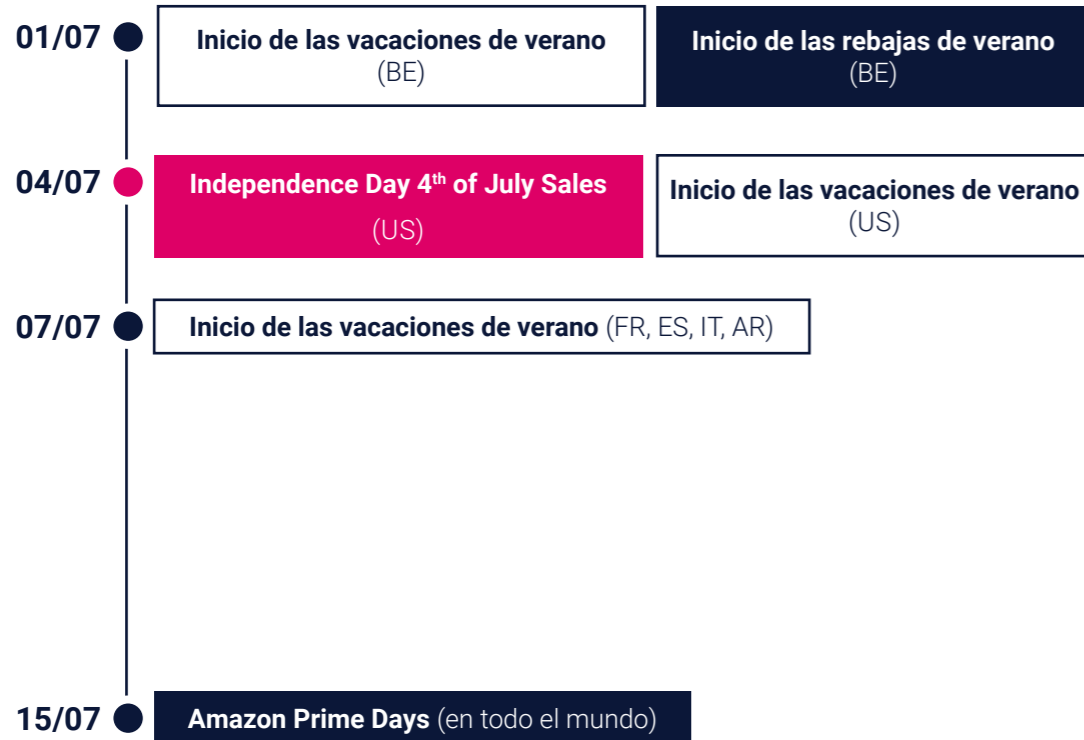 01/07
Inicio de las vacaciones de verano
(BE)
Inicio de las rebajas de verano
(BE)
04/07
Independence Day 4th of July Sales
(US)
Inicio de las vacaciones de verano
(US)
07/07
Inicio de las vacaciones de verano (FR, ES, IT, AR)
15/07
Amazon Prime Days (en todo el mundo)